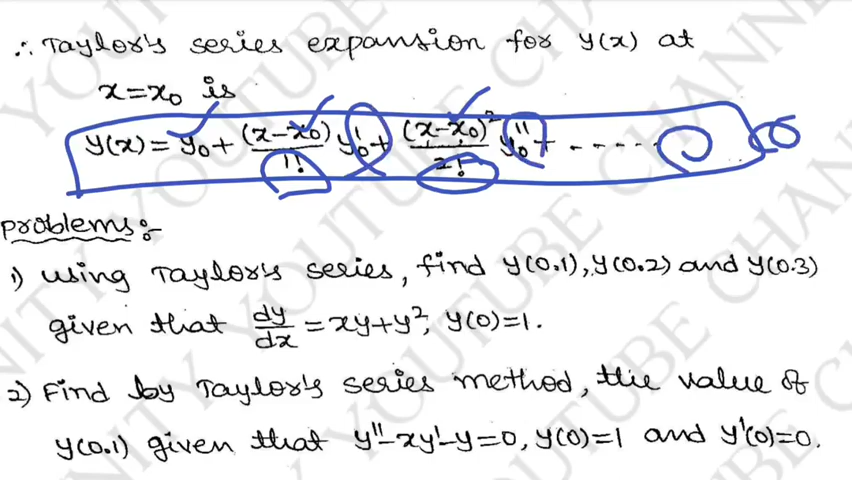 ∴ Taylor's series expansion for y(x) at
x=x₀ is
y(x) = y₀ + (x-x₀)/1! y₀' + (x-x₀)²/2! y₀'' + ------
problems:-
1) using Taylor's series, find y(0.1), y(0.2) and y(0.3)
given that dy/dx = xy+y², y(0)=1.
2) Find by Taylor's series method, the value of
y(0.1) given that y''-xy'-y=0, y(0)=1 and y'(0)=0.